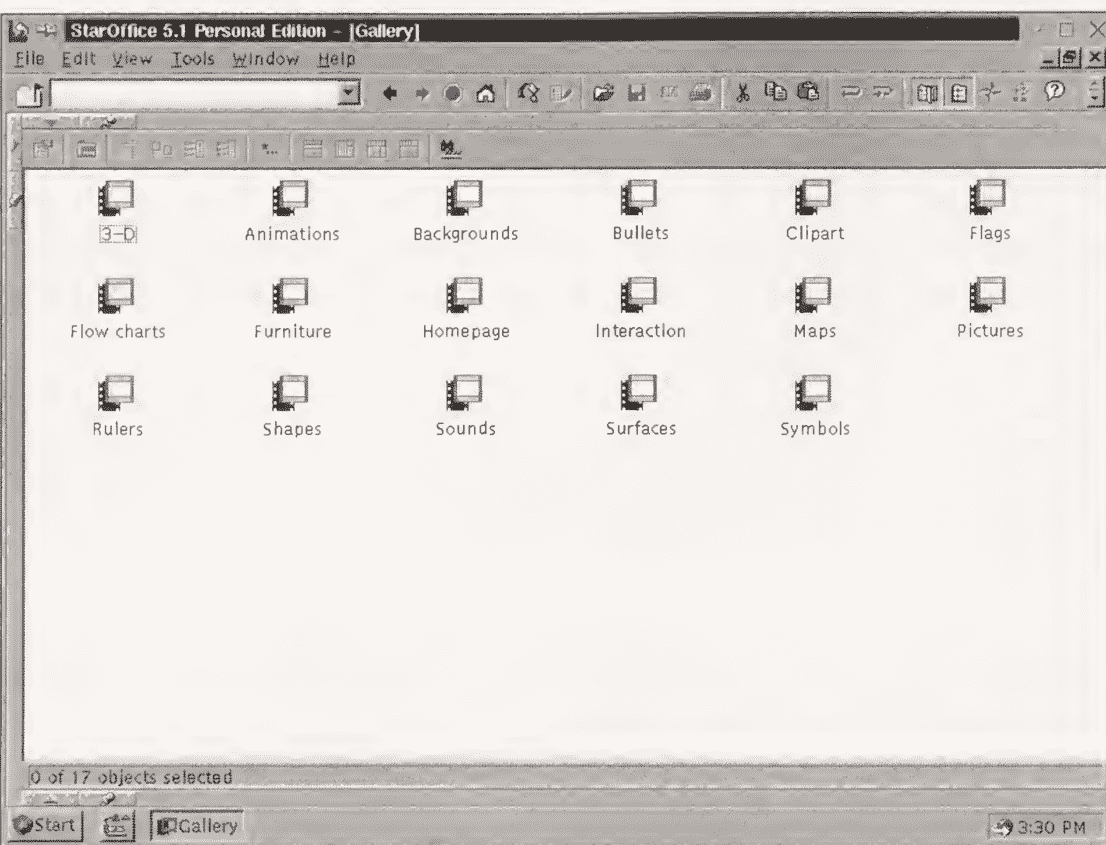 StarOffice 5.1 Personal Edition - [Gallery]
File Edit View Tools Window Help
3-D Animations Backgrounds Bullets Clipart Flags
Flow charts Furniture Homepage Interaction Maps Pictures
Rulers Shapes Sounds Surfaces Symbols
0 of 17 objects selected
Start Gallery 3:30 PM